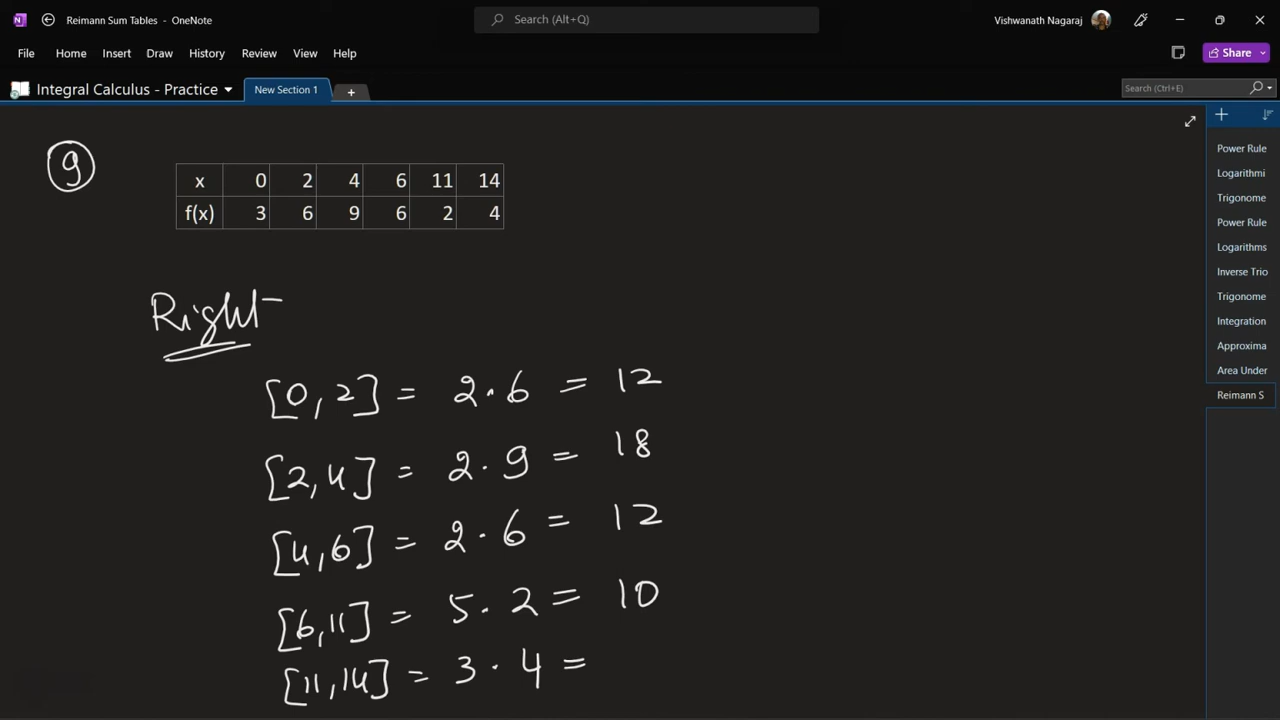 Reimann Sum Tables - OneNote
Search (Alt+Q)
Vishwanath Nagaraj
File Home Insert Draw History Review View Help
Share
Integral Calculus - Practice
New Section 1
+
Search (Ctrl+E)
9
x 0 2 4 6 11 14
f(x) 3 6 9 6 2 4
Right
[0,2] = 2·6 = 12
[2,4] = 2·9 = 18
[4,6] = 2·6 = 12
[6,11] = 5·2 = 10
[11,14] = 3·4 =
Power Rule
Logarithmi
Trigonome
Power Rule
Logarithms
Inverse Trio
Trigonome
Integration
Approxima
Area Under
Reimann S